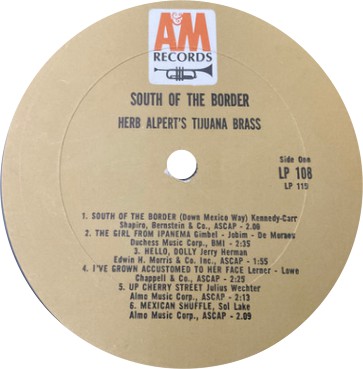 A&M
RECORDS
SOUTH OF THE BORDER
HERB ALPERT'S TIJUANA BRASS
Side One
LP 108
LP 115
1. SOUTH OF THE BORDER (Down Mexico Way) Kennedy-Carr
Shapiro, Bernstein & Co., ASCAP - 2:06
2. THE GIRL FROM IPANEMA Gimbel - Jobim - De Moraes
Duchess Music Corp., BMI - 2:35
3. HELLO, DOLLY Jerry Herman
Edwin H. Morris & Co. Inc., ASCAP - 1:55
4. I'VE GROWN ACCUSTOMED TO HER FACE Lerner - Lowe
Chappell & Co., ASCAP - 2:25
5. UP CHERRY STREET Julius Wechter
Almo Music Corp., ASCAP - 2:13
6. MEXICAN SHUFFLE, Sol Lake
Almo Music Corp., ASCAP - 2.09